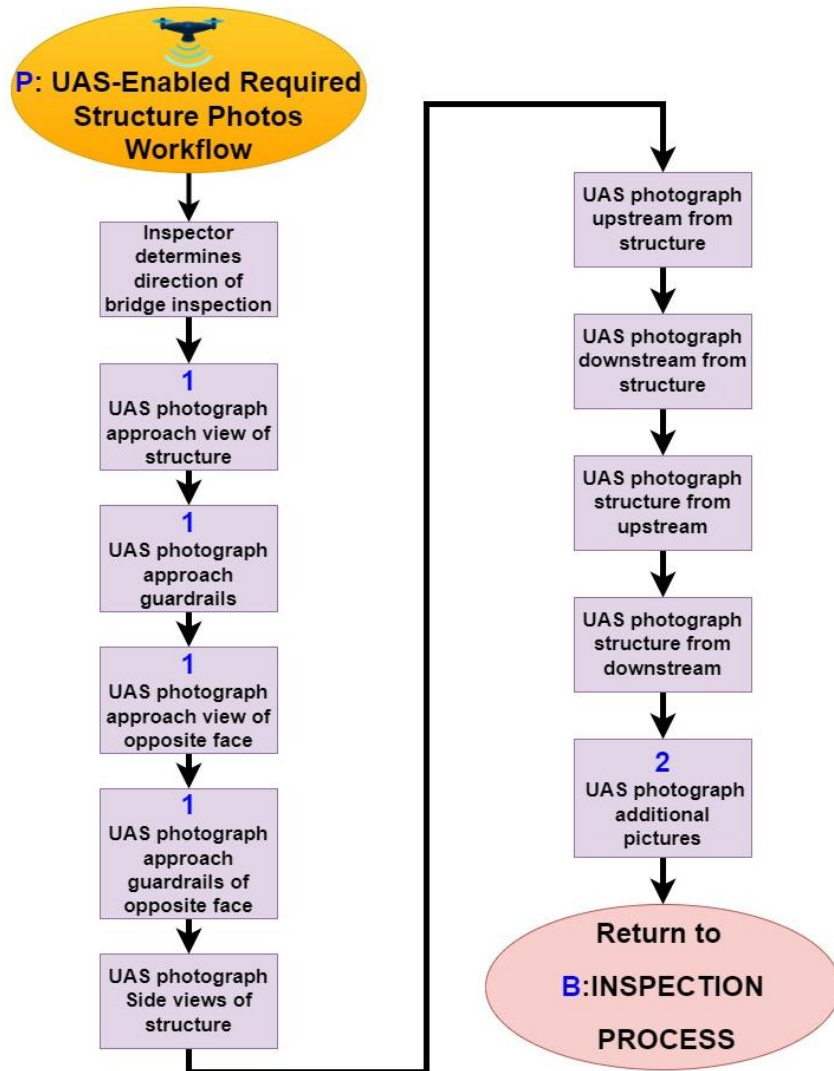 P: UAS-Enabled Required
Structure Photos
Workflow
Inspector
determines
direction of
bridge inspection
1
UAS photograph
approach view of
structure
1
UAS photograph
approach
guardrails
1
UAS photograph
approach view of
opposite face
1
UAS photograph
approach
guardrails of
opposite face
UAS photograph
Side views of
structure
UAS photograph
upstream from
structure
UAS photograph
downstream from
structure
UAS photograph
structure from
upstream
UAS photograph
structure from
downstream
2
UAS photograph
additional
pictures
Return to
B:INSPECTION
PROCESS